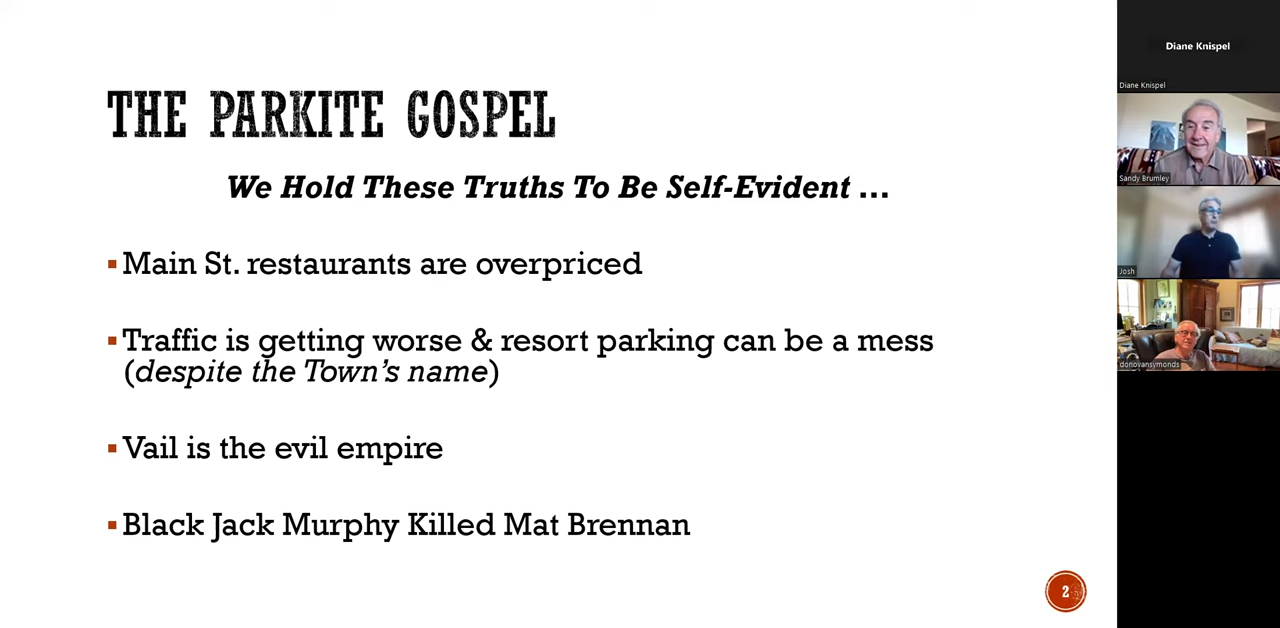 THE PARKITE GOSPEL
We Hold These Truths To Be Self-Evident ...
Main St. restaurants are overpriced
Traffic is getting worse & resort parking can be a mess
(despite the Town's name)
Vail is the evil empire
Black Jack Murphy Killed Mat Brennan
2
Diane Knispel
Diane Knispel
Sandy Brumley
Josh
donovansymonds